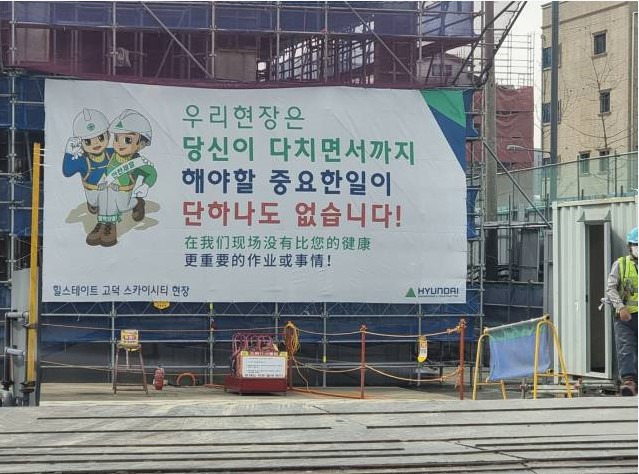 우리현장은
당신이 다치면서까지
해야할 중요한일이
단하나도 없습니다!
在我们现场没有比您的健康
更重要的作业或事情!
힐스테이트 고덕 스카이시티 현장
HYUNDAI